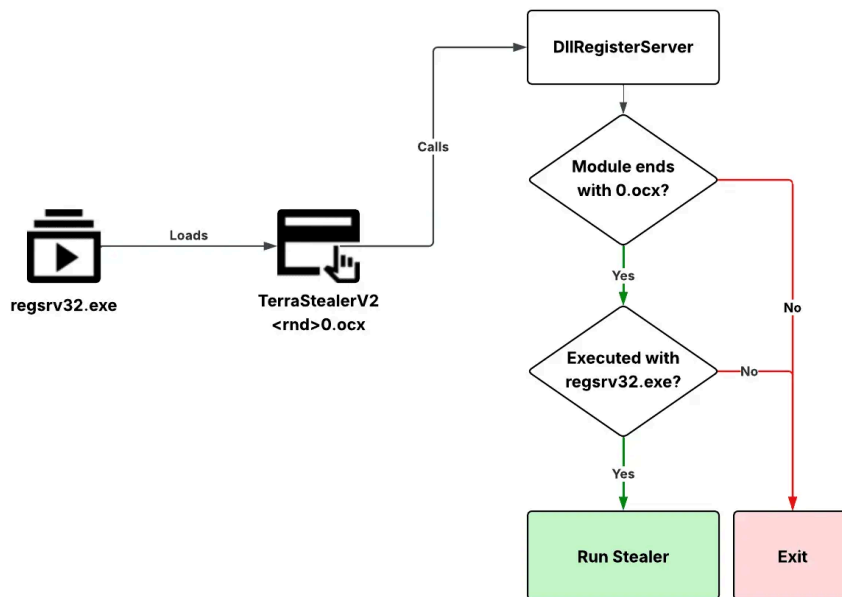 DllRegisterServer
Calls
Module ends
with 0.ocx?
Loads
regsrv32.exe
TerraStealerV2
<rnd>0.ocx
Yes
No
Executed with
regsrv32.exe?
No
Yes
Run Stealer
Exit